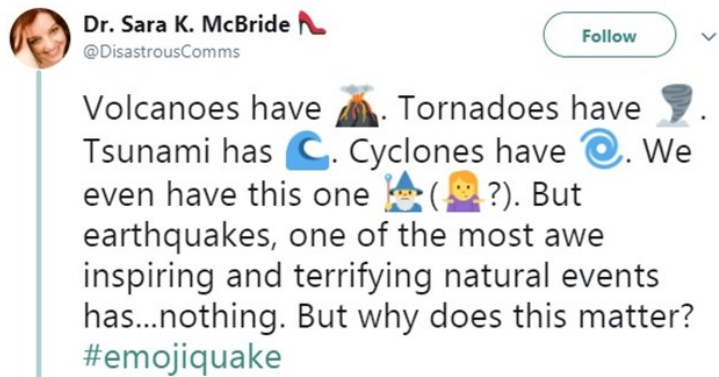 Dr. Sara K. McBride 👠
@DisastrousComms
Follow
Volcanoes have 🌋. Tornadoes have 🌪.
Tsunami has 🌊. Cyclones have 🌀. We
even have this one 🧙‍♂️(🤷‍♀️?). But
earthquakes, one of the most awe
inspiring and terrifying natural events
has...nothing. But why does this matter?
#emojiquake